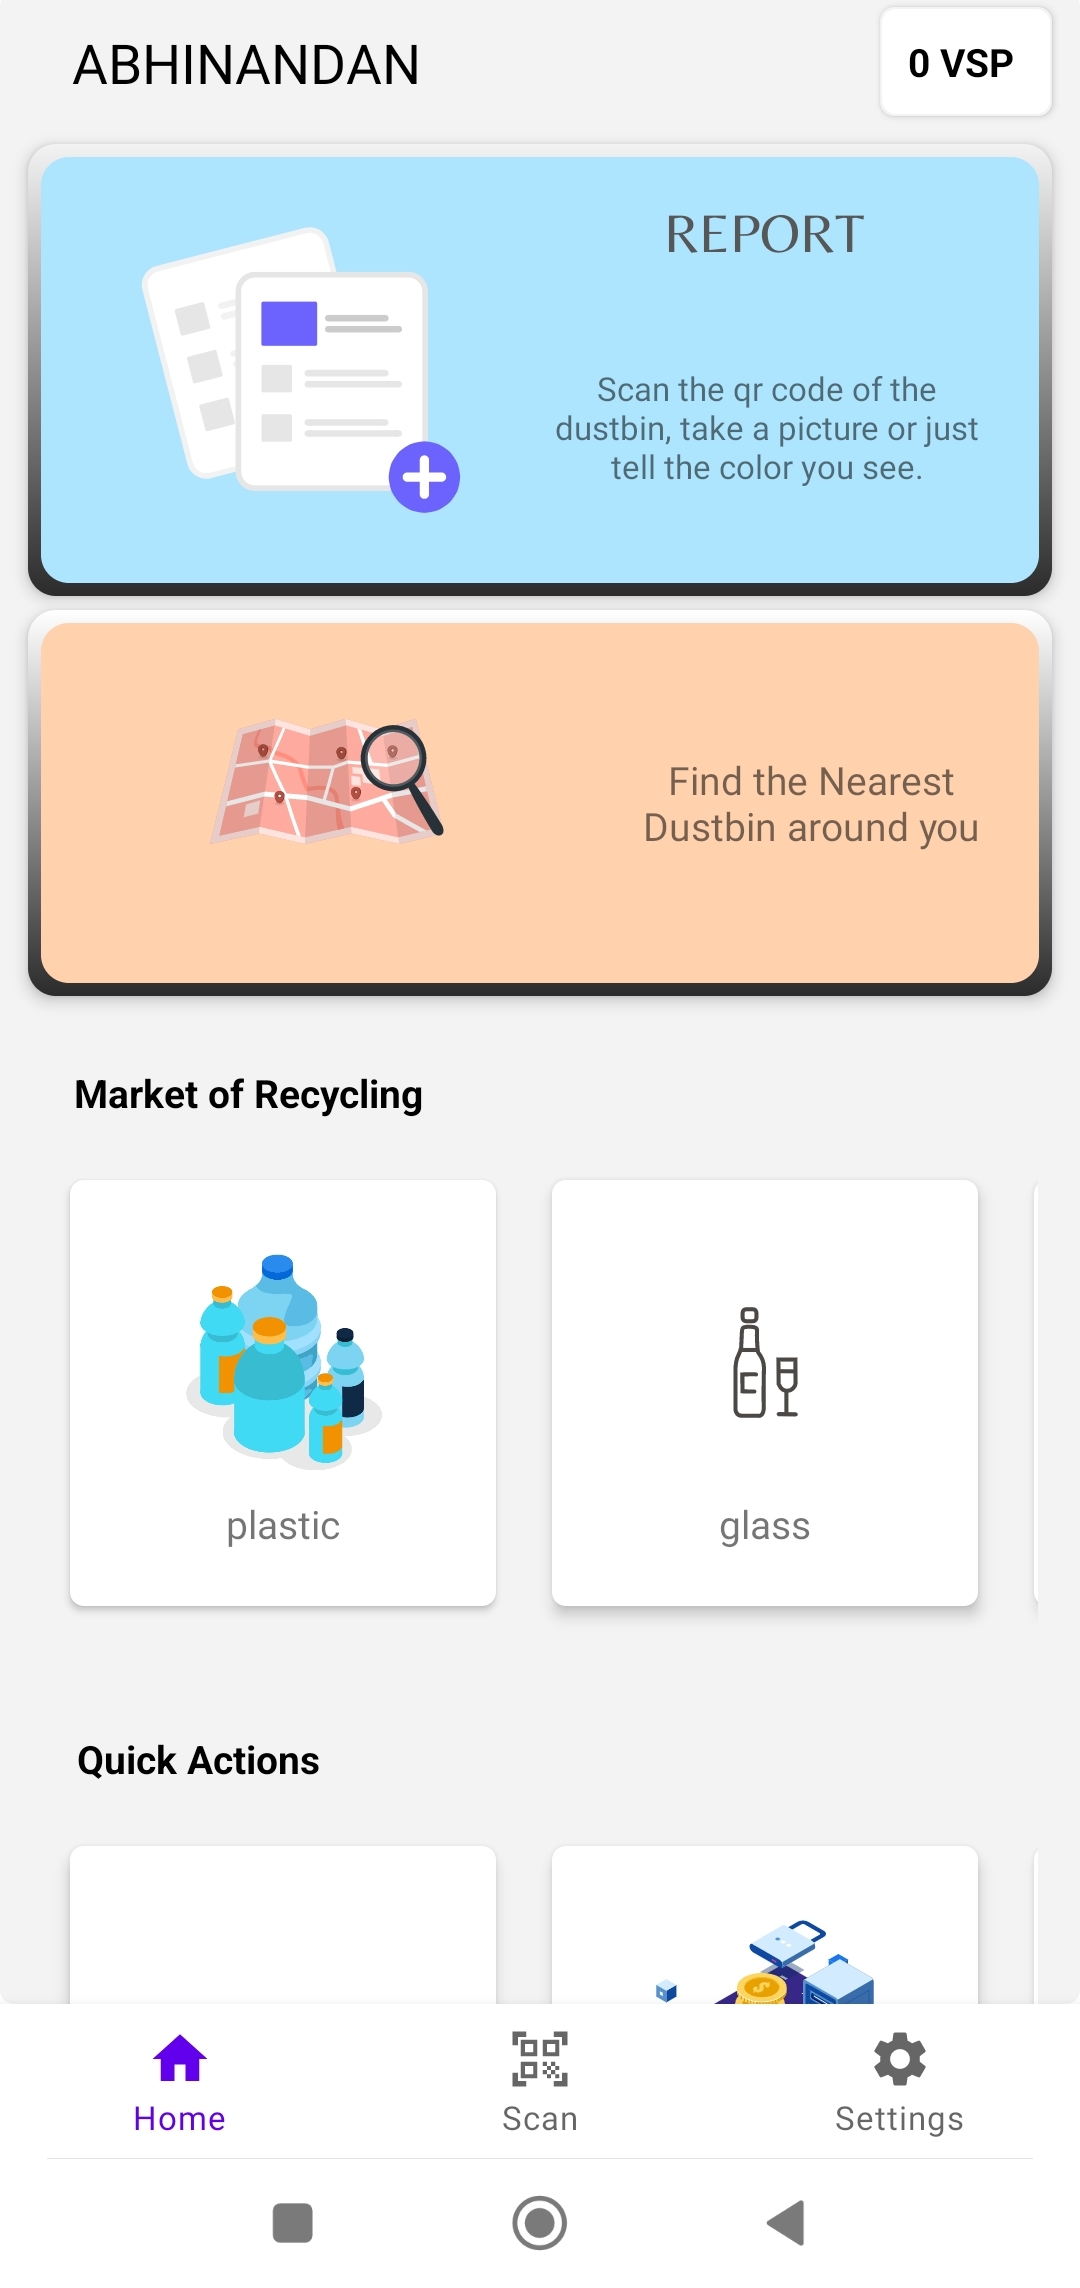 ABHINANDAN
0 VSP
REPORT
Scan the qr code of the
dustbin, take a picture or just
tell the color you see.
Find the Nearest
Dustbin around you
Market of Recycling
plastic
glass
Quick Actions
Home
Scan
Settings